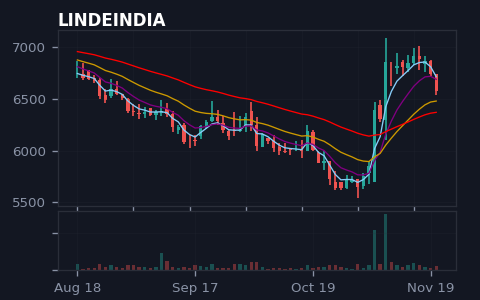 LINDEINDIA
7000
6500
6000
5500
Aug 18
Sep 17
Oct 19
Nov 19